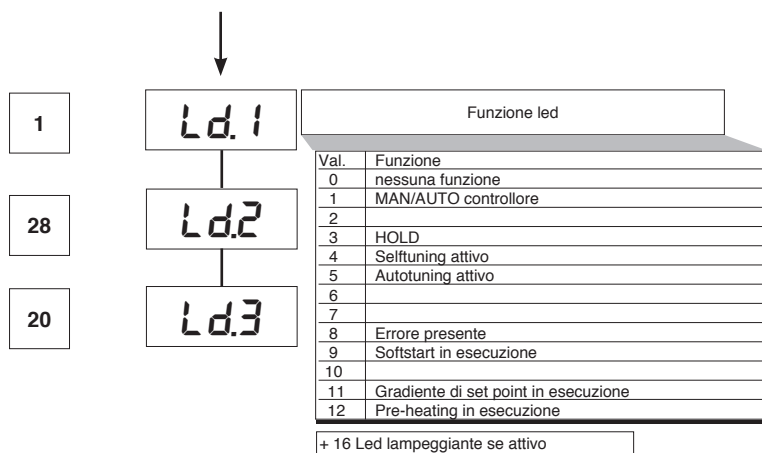 1
Ld.1
Funzione led
Val. Funzione
0 nessuna funzione
1 MAN/AUTO controllore
2
3 HOLD
4 Selftuning attivo
5 Autotuning attivo
6
7
8 Errore presente
9 Softstart in esecuzione
10
11 Gradiente di set point in esecuzione
12 Pre-heating in esecuzione
+ 16 Led lampeggiante se attivo
28
Ld.2
20
Ld.3